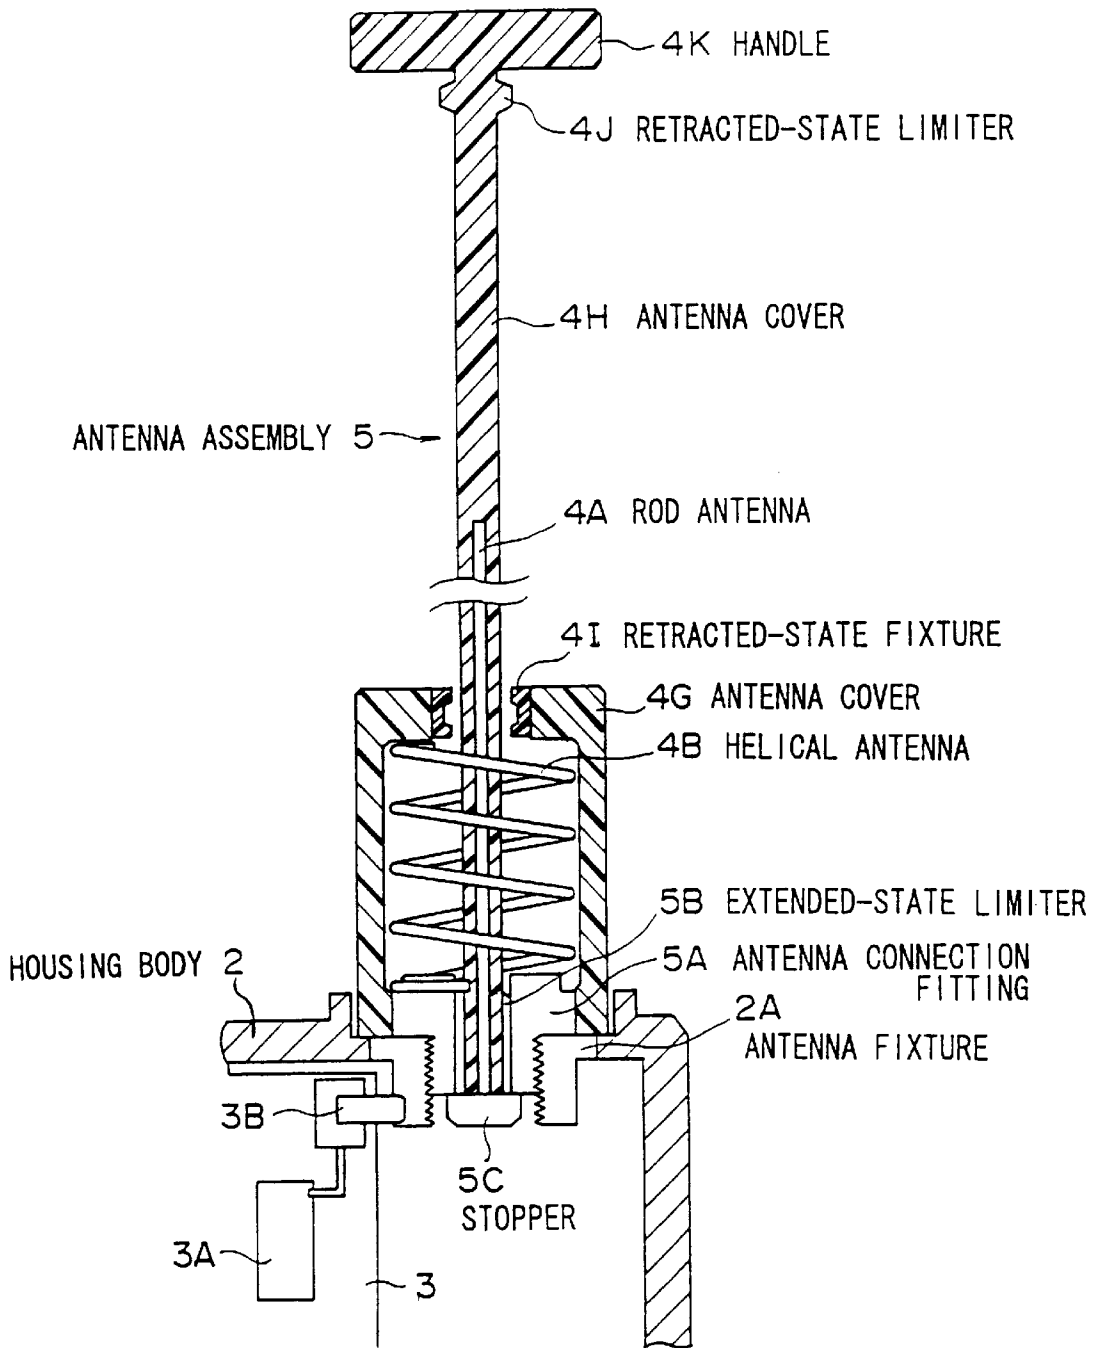 4K HANDLE
4J RETRACTED-STATE LIMITER
4H ANTENNA COVER
ANTENNA ASSEMBLY 5
4A ROD ANTENNA
4I RETRACTED-STATE FIXTURE
4G ANTENNA COVER
4B HELICAL ANTENNA
5B EXTENDED-STATE LIMITER
HOUSING BODY 2
5A ANTENNA CONNECTION
FITTING
2A
ANTENNA FIXTURE
3B
5C
STOPPER
3A
3